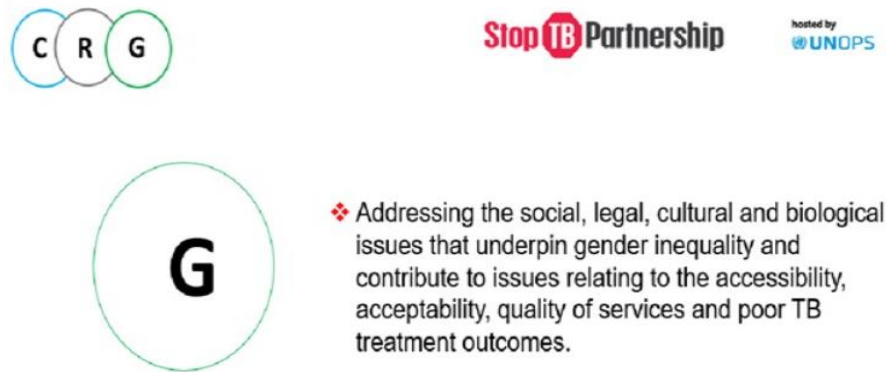 C R G
Stop TB Partnership
hosted by
UNOPS
G
Addressing the social, legal, cultural and biological
issues that underpin gender inequality and
contribute to issues relating to the accessibility,
acceptability, quality of services and poor TB
treatment outcomes.